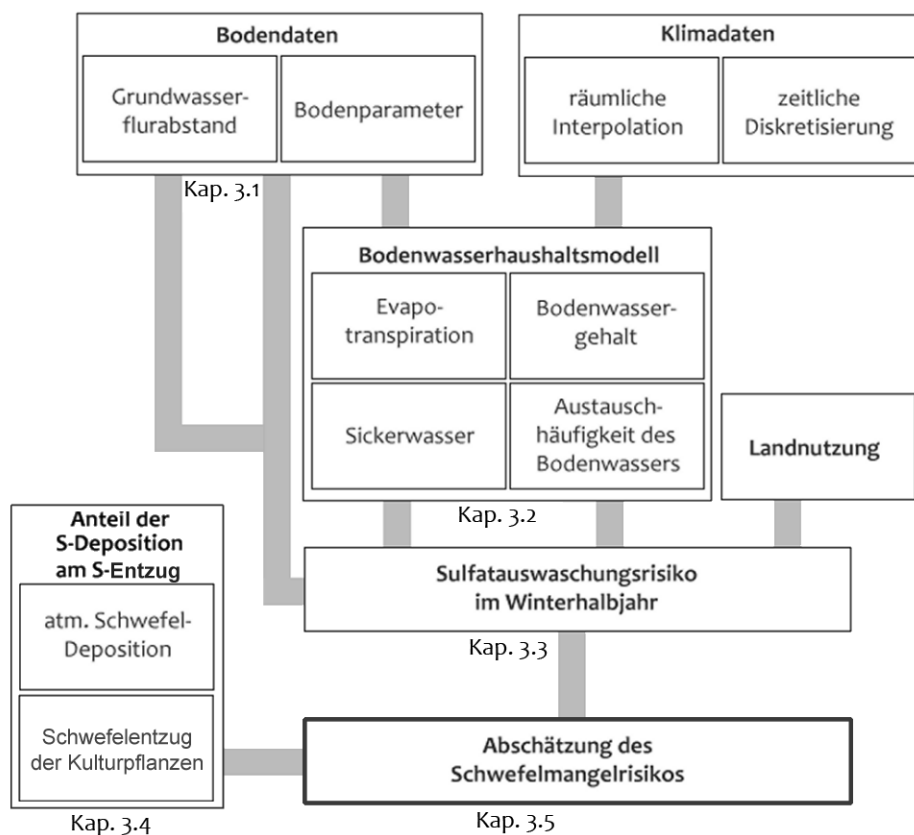 Bodendaten
Grundwasser-
flurabstand
Bodenparameter
Kap. 3.1
Klimadaten
räumliche
Interpolation
zeitliche
Diskretisierung
Bodenwasserhaushaltsmodell
Evapo-
transpiration
Bodenwasser-
gehalt
Sickerwasser
Austausch-
häufigkeit des
Bodenwassers
Kap. 3.2
Landnutzung
Anteil der
S-Deposition
am S-Entzug
atm. Schwefel-
Deposition
Schwefelentzug
der Kulturpflanzen
Kap. 3.4
Sulfatauswaschungsrisiko
im Winterhalbjahr
Kap. 3.3
Abschätzung des
Schwefelmangelrisikos
Kap. 3.5